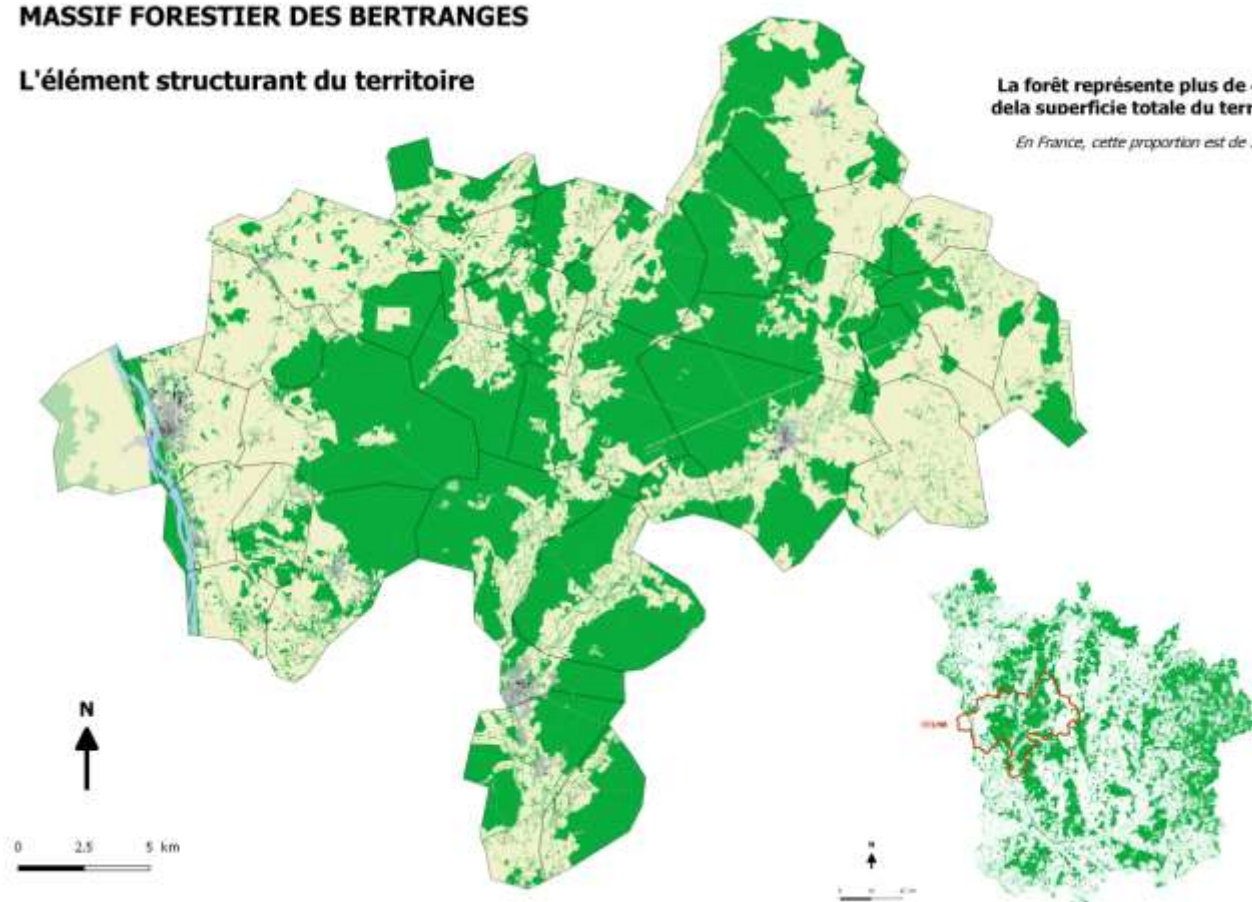 MASSIF FORESTIER DES BERTRANGES
L'élément structurant du territoire
La forêt représente plus de
dela superficie totale du terr
En France, cette proportion est de
N
0 2.5 5 km
N